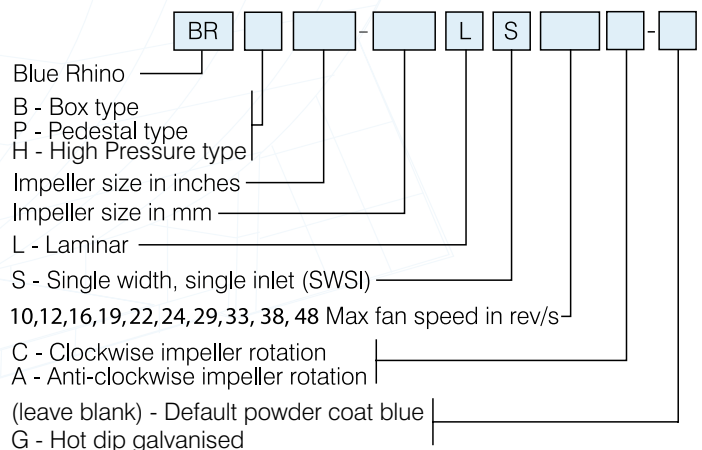 BR - L S -
Blue Rhino
B - Box type
P - Pedestal type
H - High Pressure type
Impeller size in inches
Impeller size in mm
L - Laminar
S - Single width, single inlet (SWSI)
10,12,16,19,22,24,29,33, 38, 48 Max fan speed in rev/s
C - Clockwise impeller rotation
A - Anti-clockwise impeller rotation
(leave blank) - Default powder coat blue
G - Hot dip galvanised